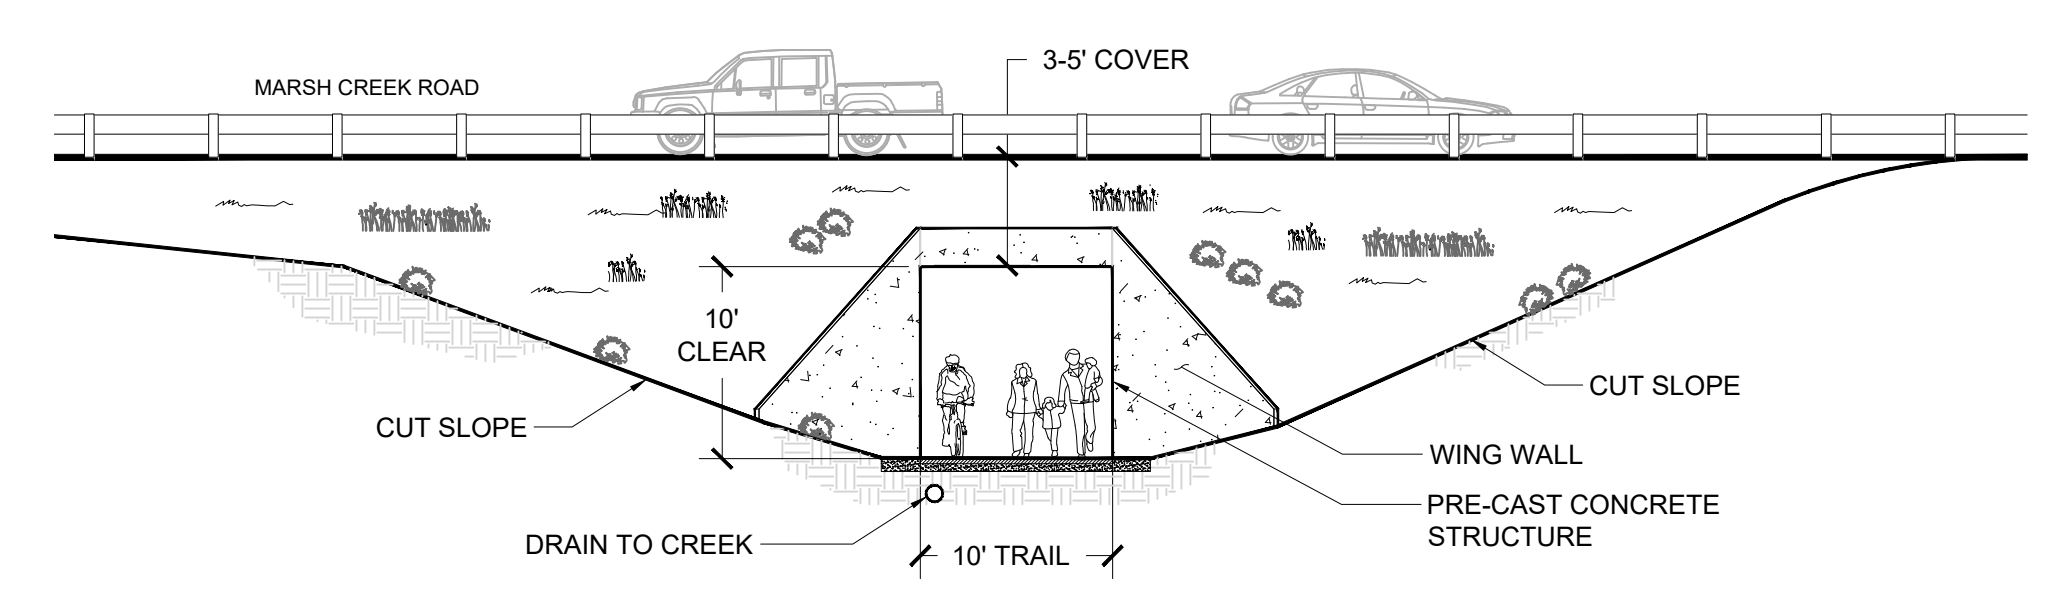 3-5' COVER
MARSH CREEK ROAD
10'
CLEAR
CUT SLOPE
CUT SLOPE
WING WALL
PRE-CAST CONCRETE
STRUCTURE
DRAIN TO CREEK
10' TRAIL